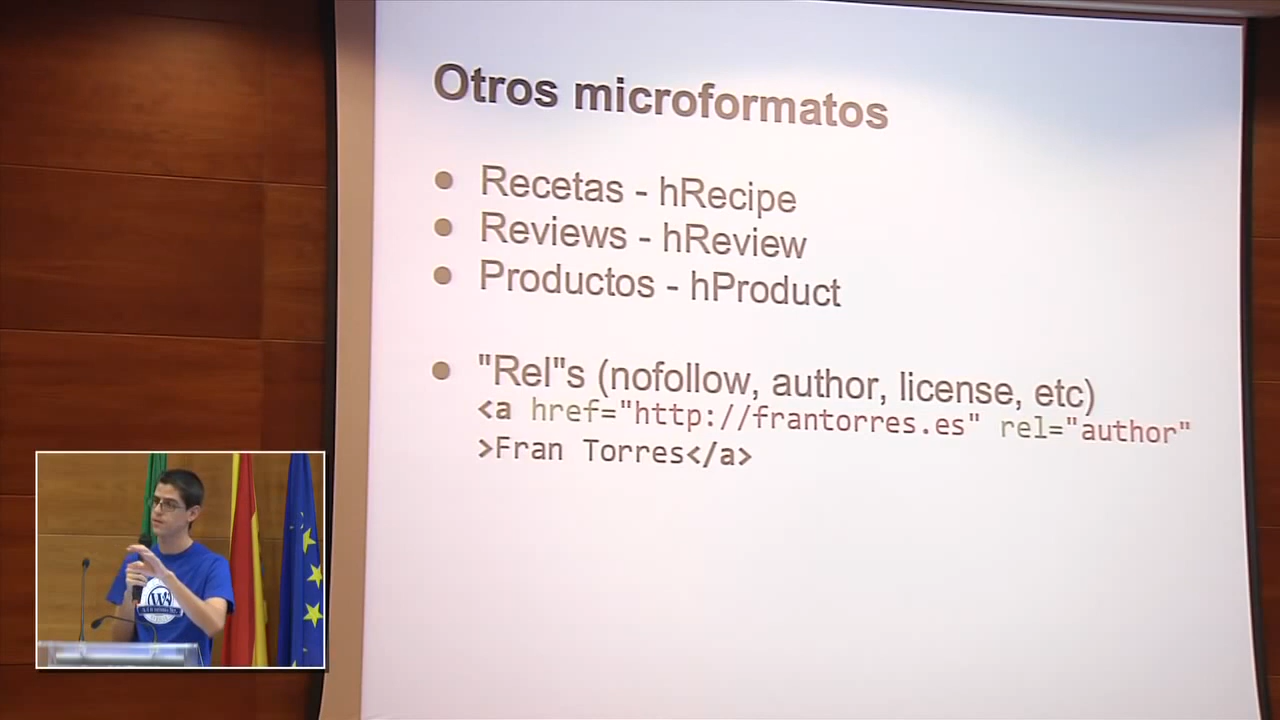 Otros microformatos
Recetas - hRecipe
Reviews - hReview
Productos - hProduct
"Rel"s (nofollow, author, license, etc)
<a href="http://frantorres.es" rel="author"
>Fran Torres</a>
W